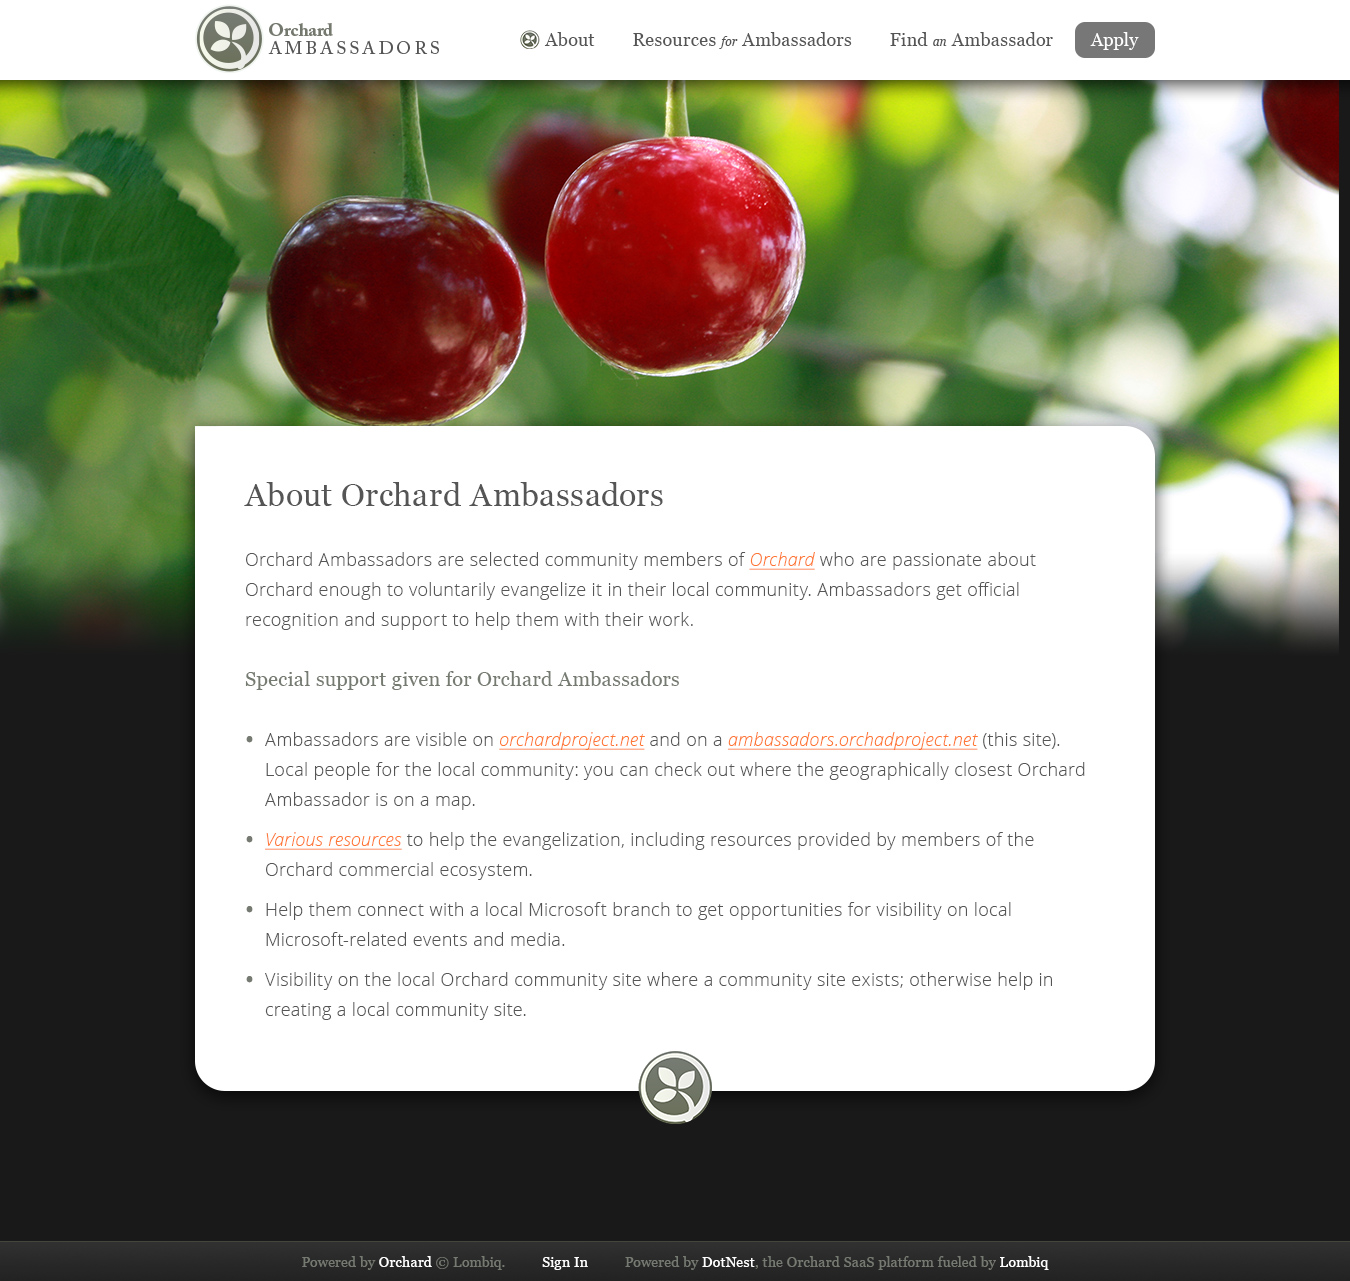 Orchard
AMBASSADORS
About
Resources for Ambassadors
Find an Ambassador
Apply
About Orchard Ambassadors
Orchard Ambassadors are selected community members of Orchard who are passionate about
Orchard enough to voluntarily evangelize it in their local community. Ambassadors get official
recognition and support to help them with their work.
Special support given for Orchard Ambassadors
• Ambassadors are visible on orchardproject.net and on a ambassadors.orchadproject.net (this site).
Local people for the local community: you can check out where the geographically closest Orchard
Ambassador is on a map.
• Various resources to help the evangelization, including resources provided by members of the
Orchard commercial ecosystem.
• Help them connect with a local Microsoft branch to get opportunities for visibility on local
Microsoft-related events and media.
• Visibility on the local Orchard community site where a community site exists; otherwise help in
creating a local community site.
Powered by Orchard © Lombiq.
Sign In
Powered by DotNest, the Orchard SaaS platform fueled by Lombiq